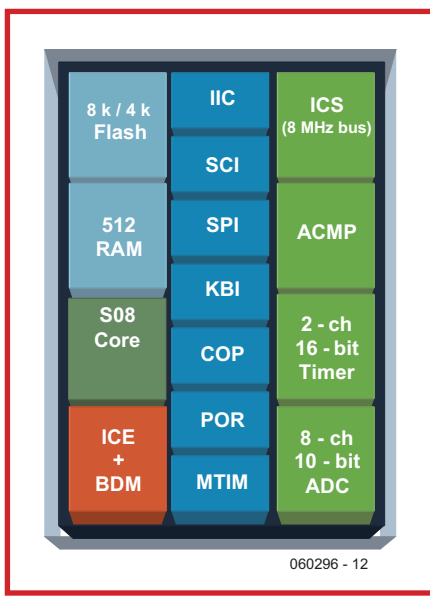 8 k / 4 k
Flash
512
RAM
S08
Core
ICE
+
BDM
IIC
SCI
SPI
KBI
COP
POR
MTIM
ICS
(8 MHz bus)
ACMP
2 - ch
16 - bit
Timer
8 - ch
10 - bit
ADC
060296 - 12